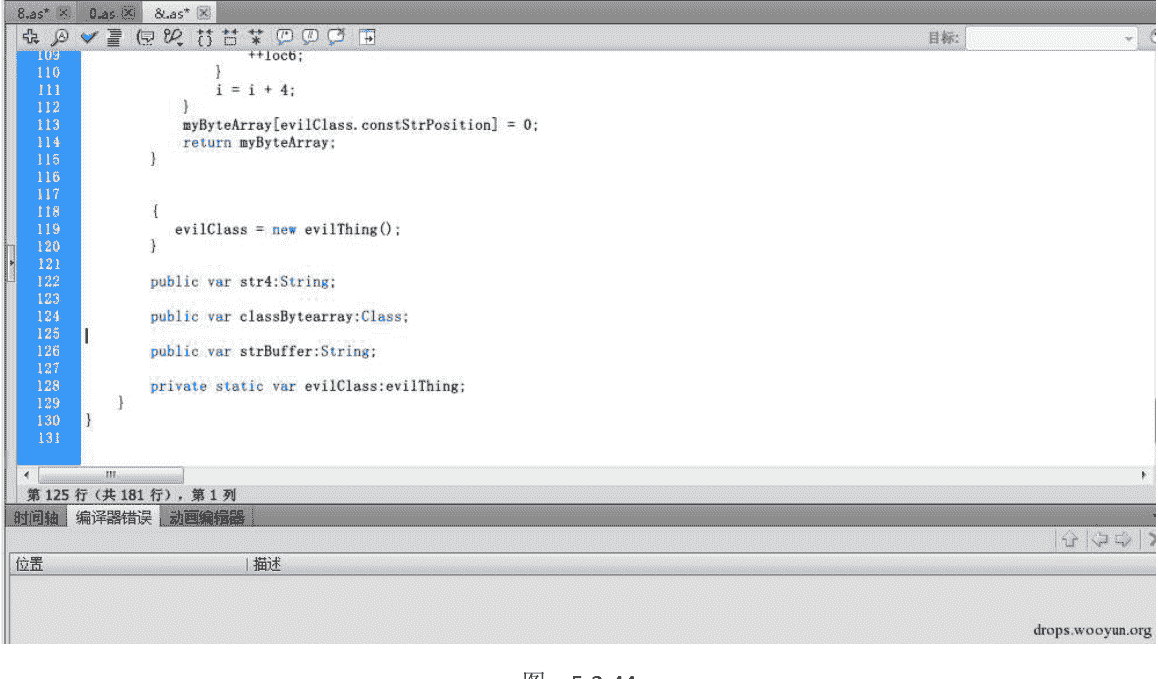 8.as* 0.as &.as*
目标:
109 ++loc6;
110 }
111 i = i + 4;
112 }
113 myByteArray[evilClass.constStrPosition] = 0;
114 return myByteArray;
115 }
116
117
118 {
119 evilClass = new evilThing();
120 }
121
122 public var str4:String;
123
124 public var classBytearray:Class;
125
126 public var strBuffer:String;
127
128 private static var evilClass:evilThing;
129 }
130 }
131
第 125 行（共 181 行），第 1 列
时间轴 编译器错误 动画编辑器
位置 描述
drops.wooyun.org
图 5-2-44